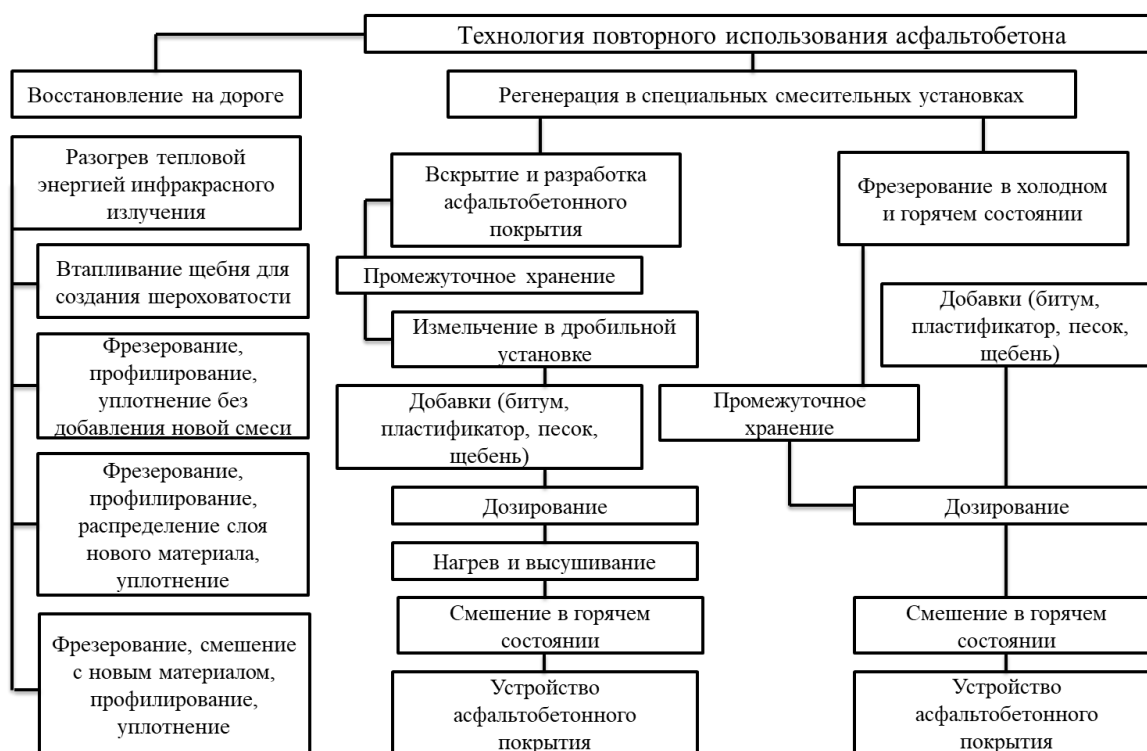 Технология повторного использования асфальтобетона
Восстановление на дороге
Регенерация в специальных смесительных установках
Разогрев тепловой
энергией инфракрасного
излучения
Втапливание щебня для
создания шероховатости
Фрезерование,
профилирование,
уплотнение без
добавления новой смеси
Фрезерование,
профилирование,
распределение слоя
нового материала,
уплотнение
Фрезерование, смешение
с новым материалом,
профилирование,
уплотнение
Вскрытие и разработка
асфальтобетонного
покрытия
Промежуточное хранение
Измельчение в дробильной
установке
Добавки (битум,
пластификатор, песок,
щебень)
Дозирование
Нагрев и высушивание
Смешение в горячем
состоянии
Устройство
асфальтобетонного
покрытия
Фрезерование в холодном
и горячем состоянии
Добавки (битум,
пластификатор, песок,
щебень)
Промежуточное
хранение
Дозирование
Смешение в горячем
состоянии
Устройство
асфальтобетонного
покрытия